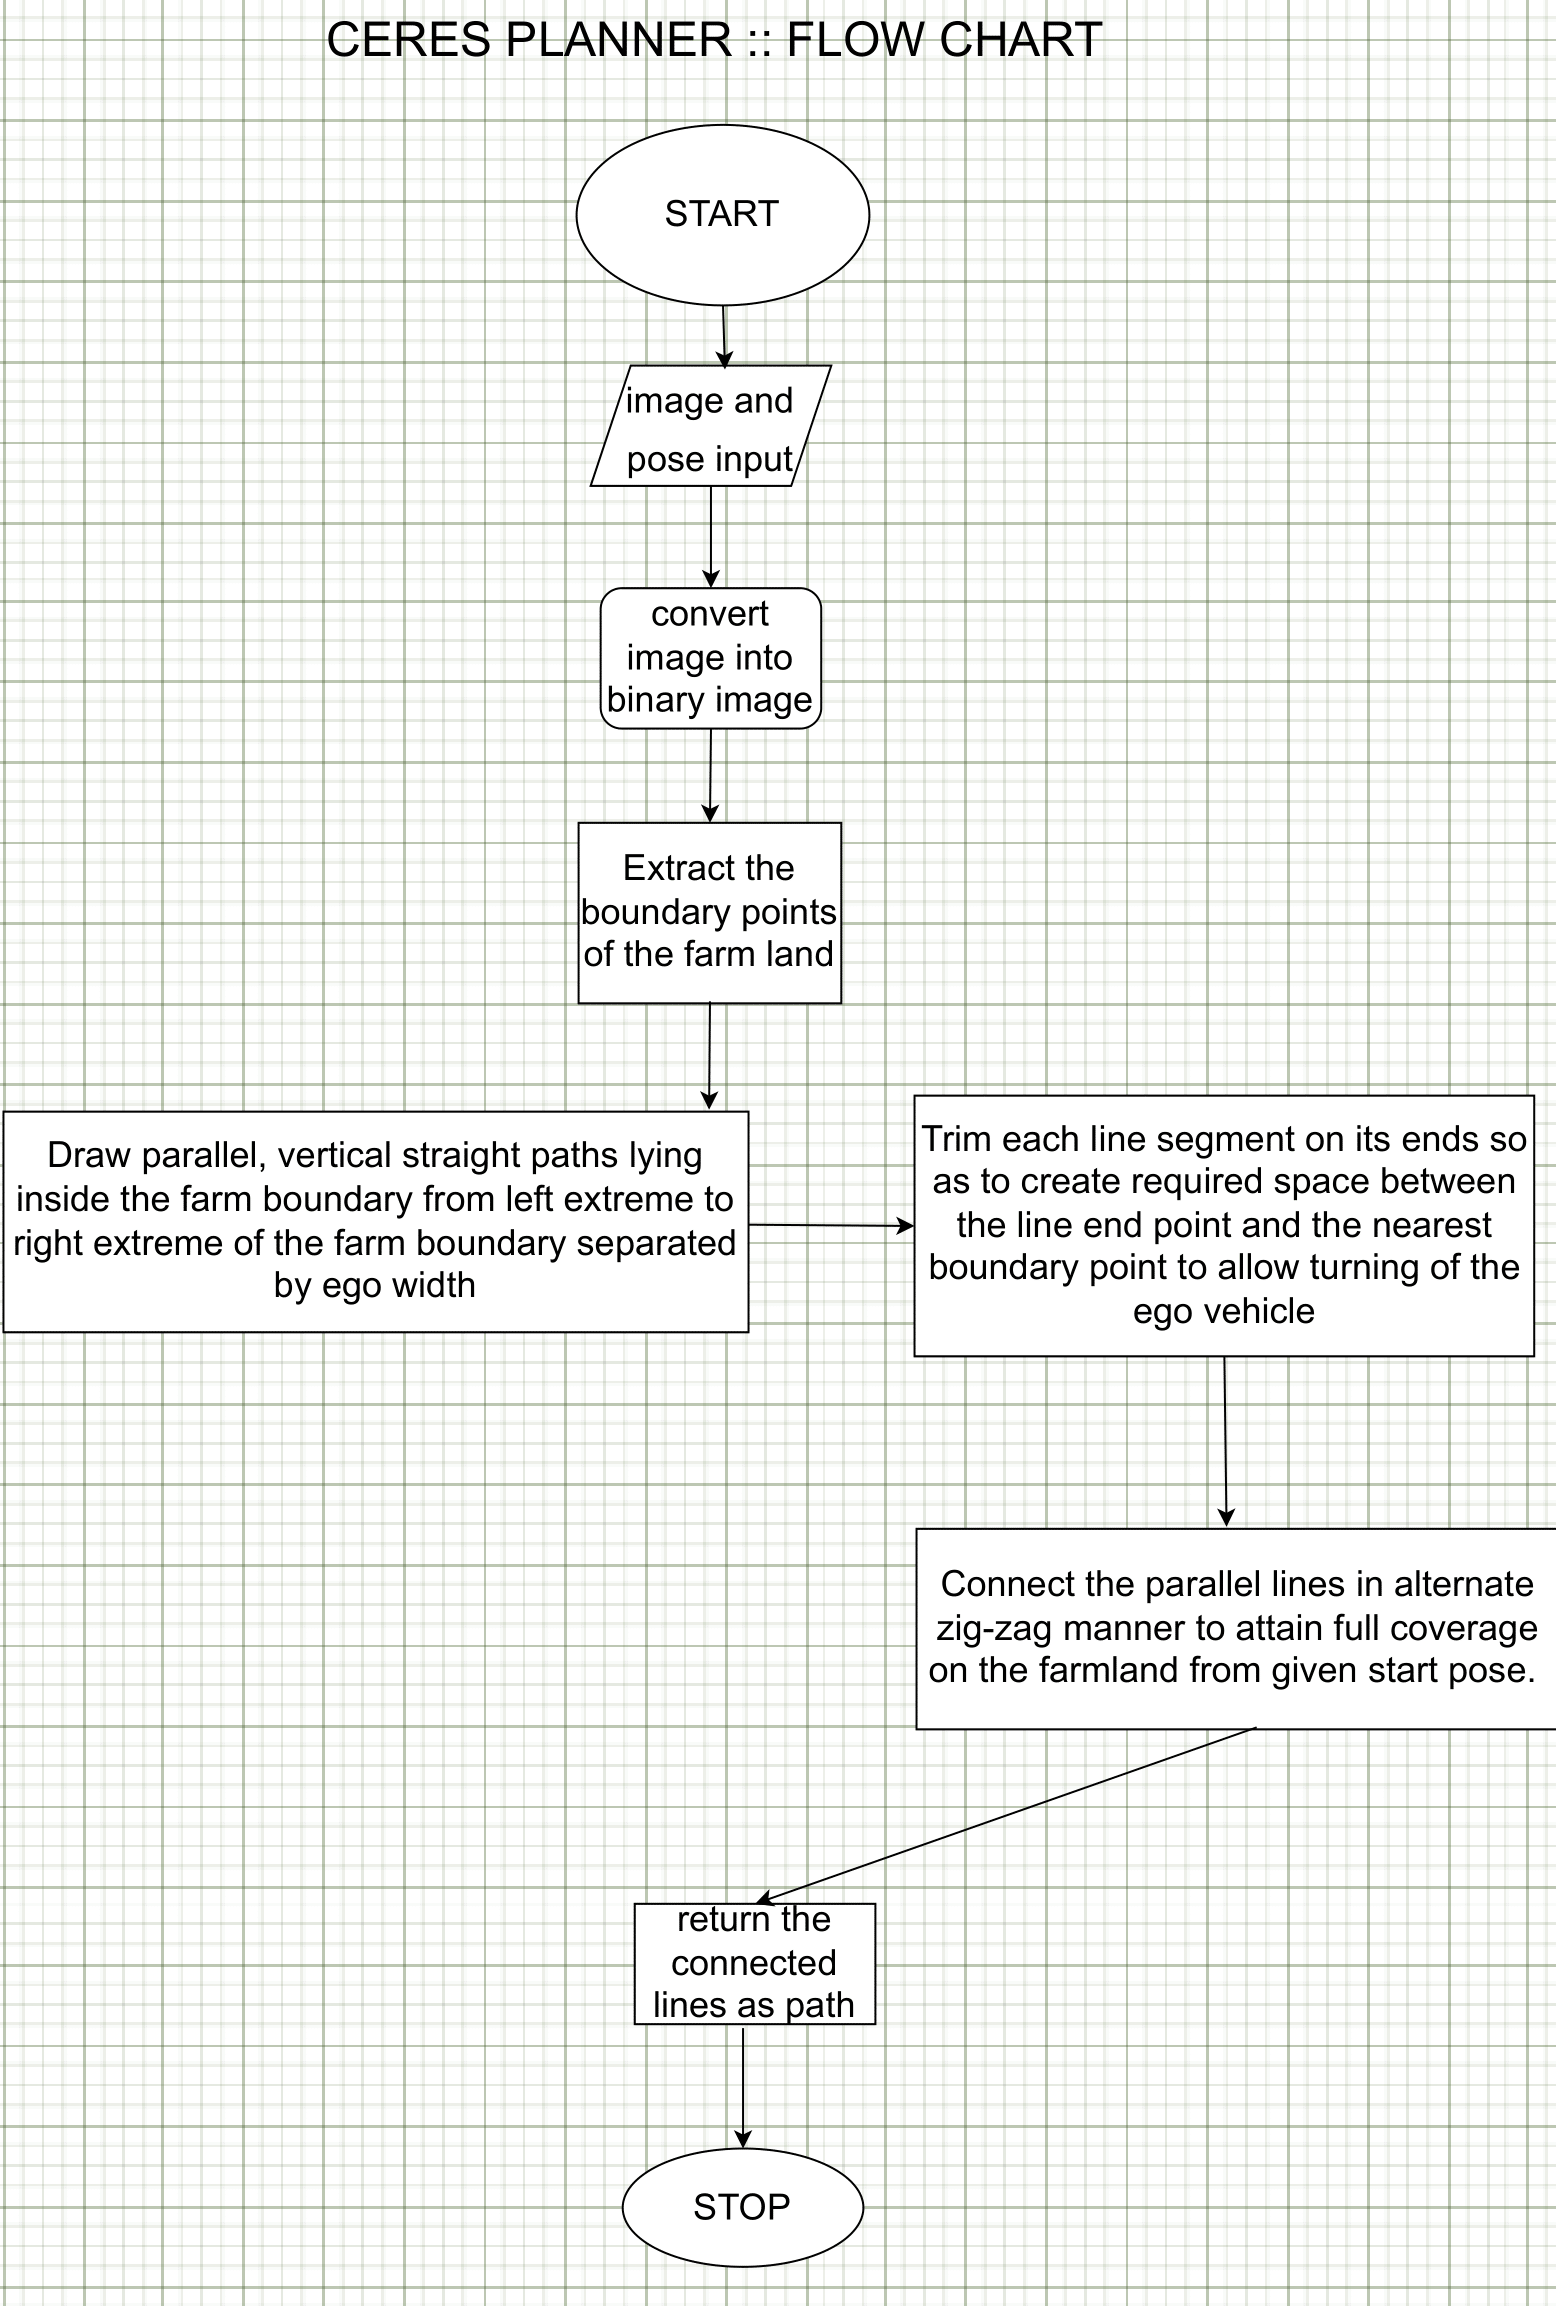 CERES PLANNER :: FLOW CHART
START
image and
pose input
convert
image into
binary image
Extract the
boundary points
of the farm land
Draw parallel, vertical straight paths lying
inside the farm boundary from left extreme to
right extreme of the farm boundary separated
by ego width
Trim each line segment on its ends so
as to create required space between
the line end point and the nearest
boundary point to allow turning of the
ego vehicle
Connect the parallel lines in alternate
zig-zag manner to attain full coverage
on the farmland from given start pose.
return the
connected
lines as path
STOP